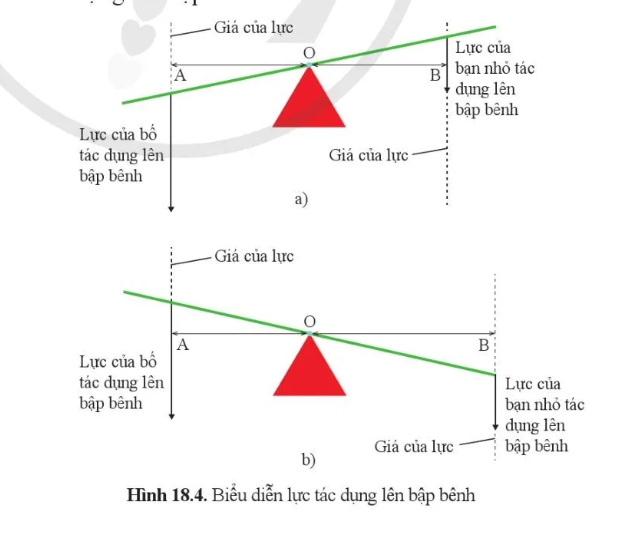 Giá của lực
O
A
B
Lực của
bạn nhỏ tác
dụng lên
bập bênh
Lực của bố
tác dụng lên
bập bênh
Giá của lực
a)
Giá của lực
O
A
B
Lực của bố
tác dụng lên
bập bênh
Lực của
bạn nhỏ tác
dụng lên
bập bênh
Giá của lực
b)
Hình 18.4. Biểu diễn lực tác dụng lên bập bênh